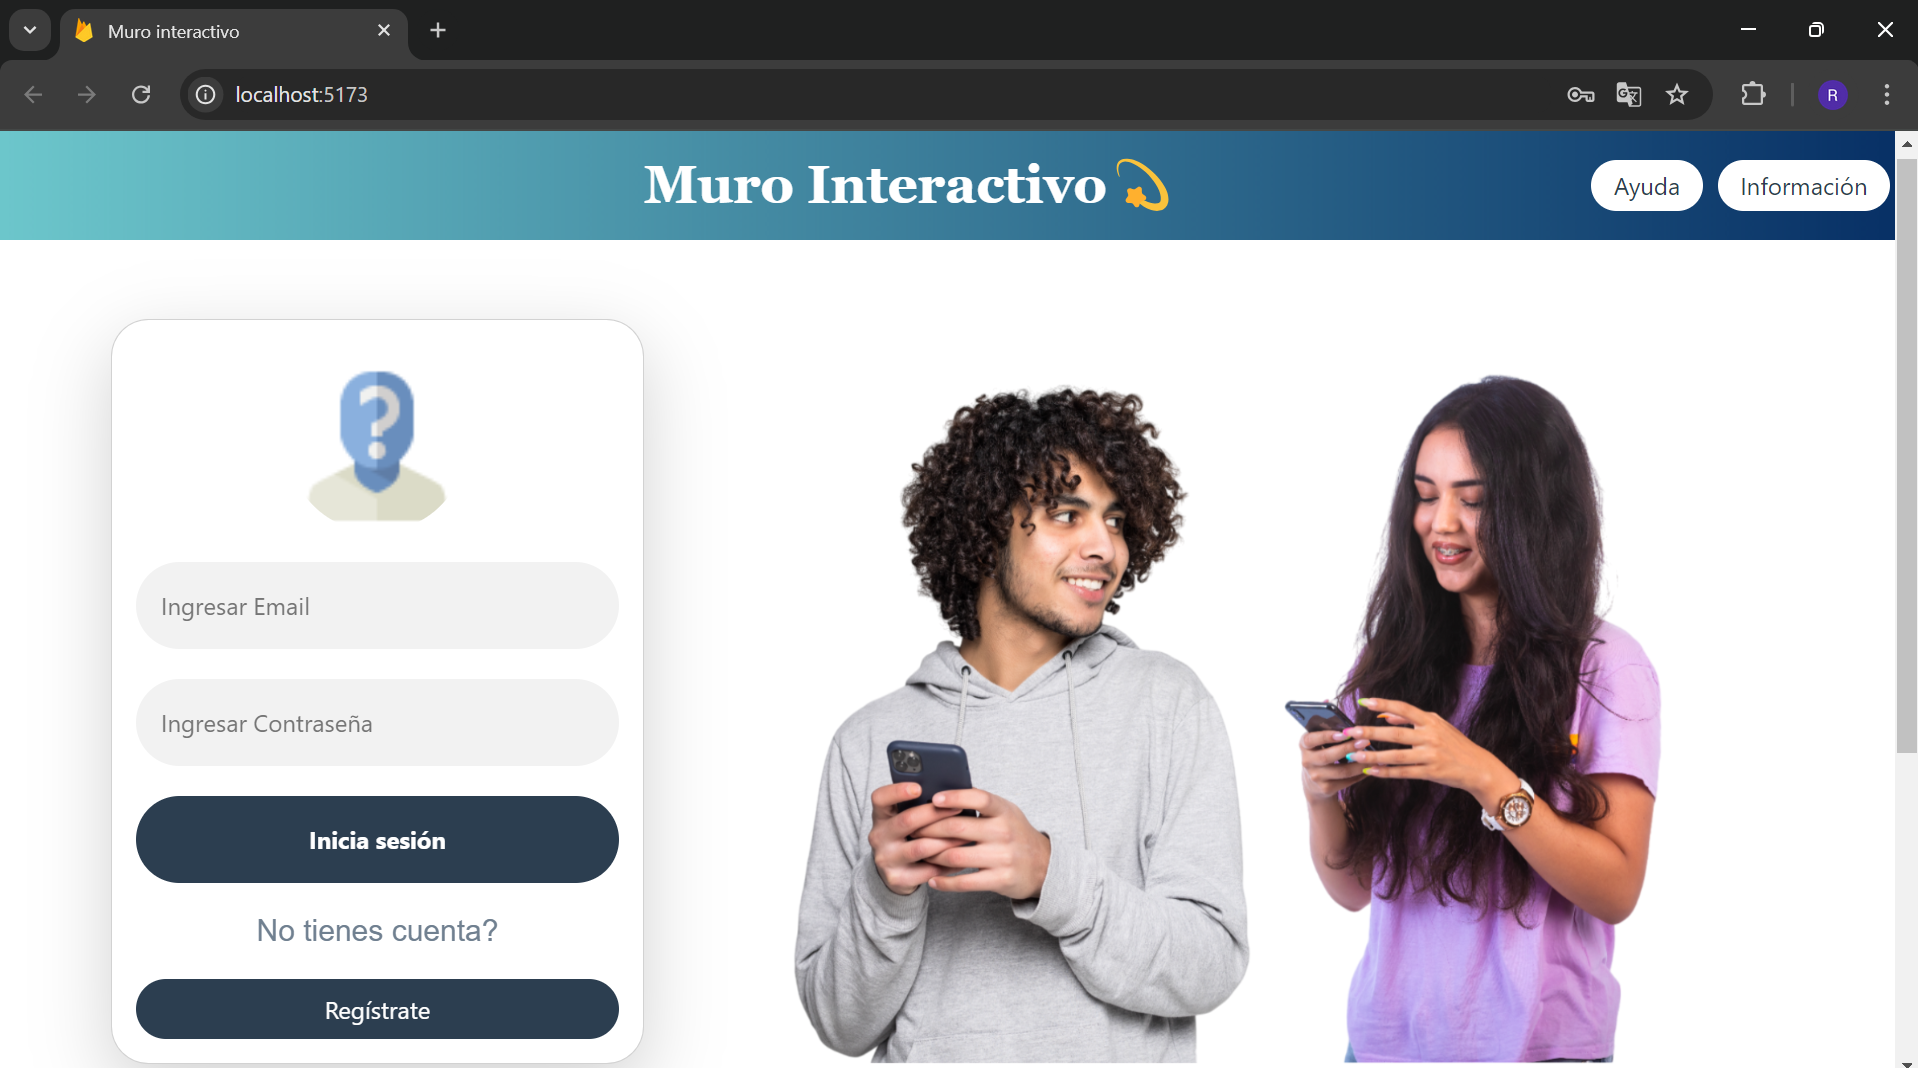 Muro interactivo
localhost:5173
R
Muro Interactivo
Ayuda
Información
?
Ingresar Email
Ingresar Contraseña
Inicia sesión
No tienes cuenta?
Regístrate